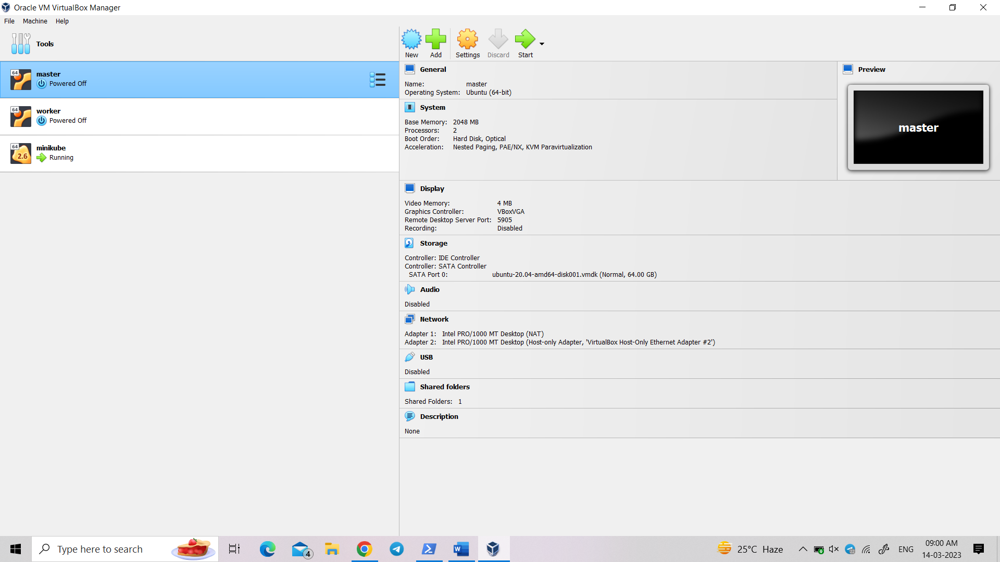 Oracle VM VirtualBox Manager
File Machine Help
Tools
New Add Settings Discard Start
64
master
Powered Off
64
worker
Powered Off
64
2.6
minikube
Running
General
Name: master
Operating System: Ubuntu (64-bit)
System
Base Memory: 2048 MB
Processors: 2
Boot Order: Hard Disk, Optical
Acceleration: Nested Paging, PAE/NX, KVM Paravirtualization
Preview
master
Display
Video Memory: 4 MB
Graphics Controller: VBoxVGA
Remote Desktop Server Port: 5905
Recording: Disabled
Storage
Controller: IDE Controller
Controller: SATA Controller
SATA Port 0: ubuntu-20.04-amd64-disk001.vmdk (Normal, 64.00 GB)
Audio
Disabled
Network
Adapter 1: Intel PRO/1000 MT Desktop (NAT)
Adapter 2: Intel PRO/1000 MT Desktop (Host-only Adapter, 'VirtualBox Host-Only Ethernet Adapter #2')
USB
Disabled
Shared folders
Shared Folders: 1
Description
None
Type here to search
4
W
25°C Haze
ENG
09:00 AM
14-03-2023